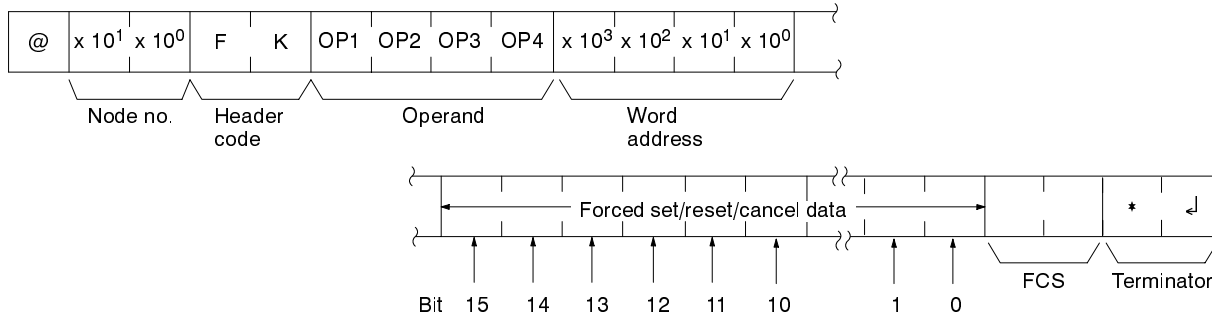 @ x 10¹ x 10⁰ F K OP1 OP2 OP3 OP4 x 10³ x 10² x 10¹ x 10⁰
Node no. Header code Operand Word address
Forced set/reset/cancel data * ↵
FCS Terminator
Bit 15 14 13 12 11 10 1 0